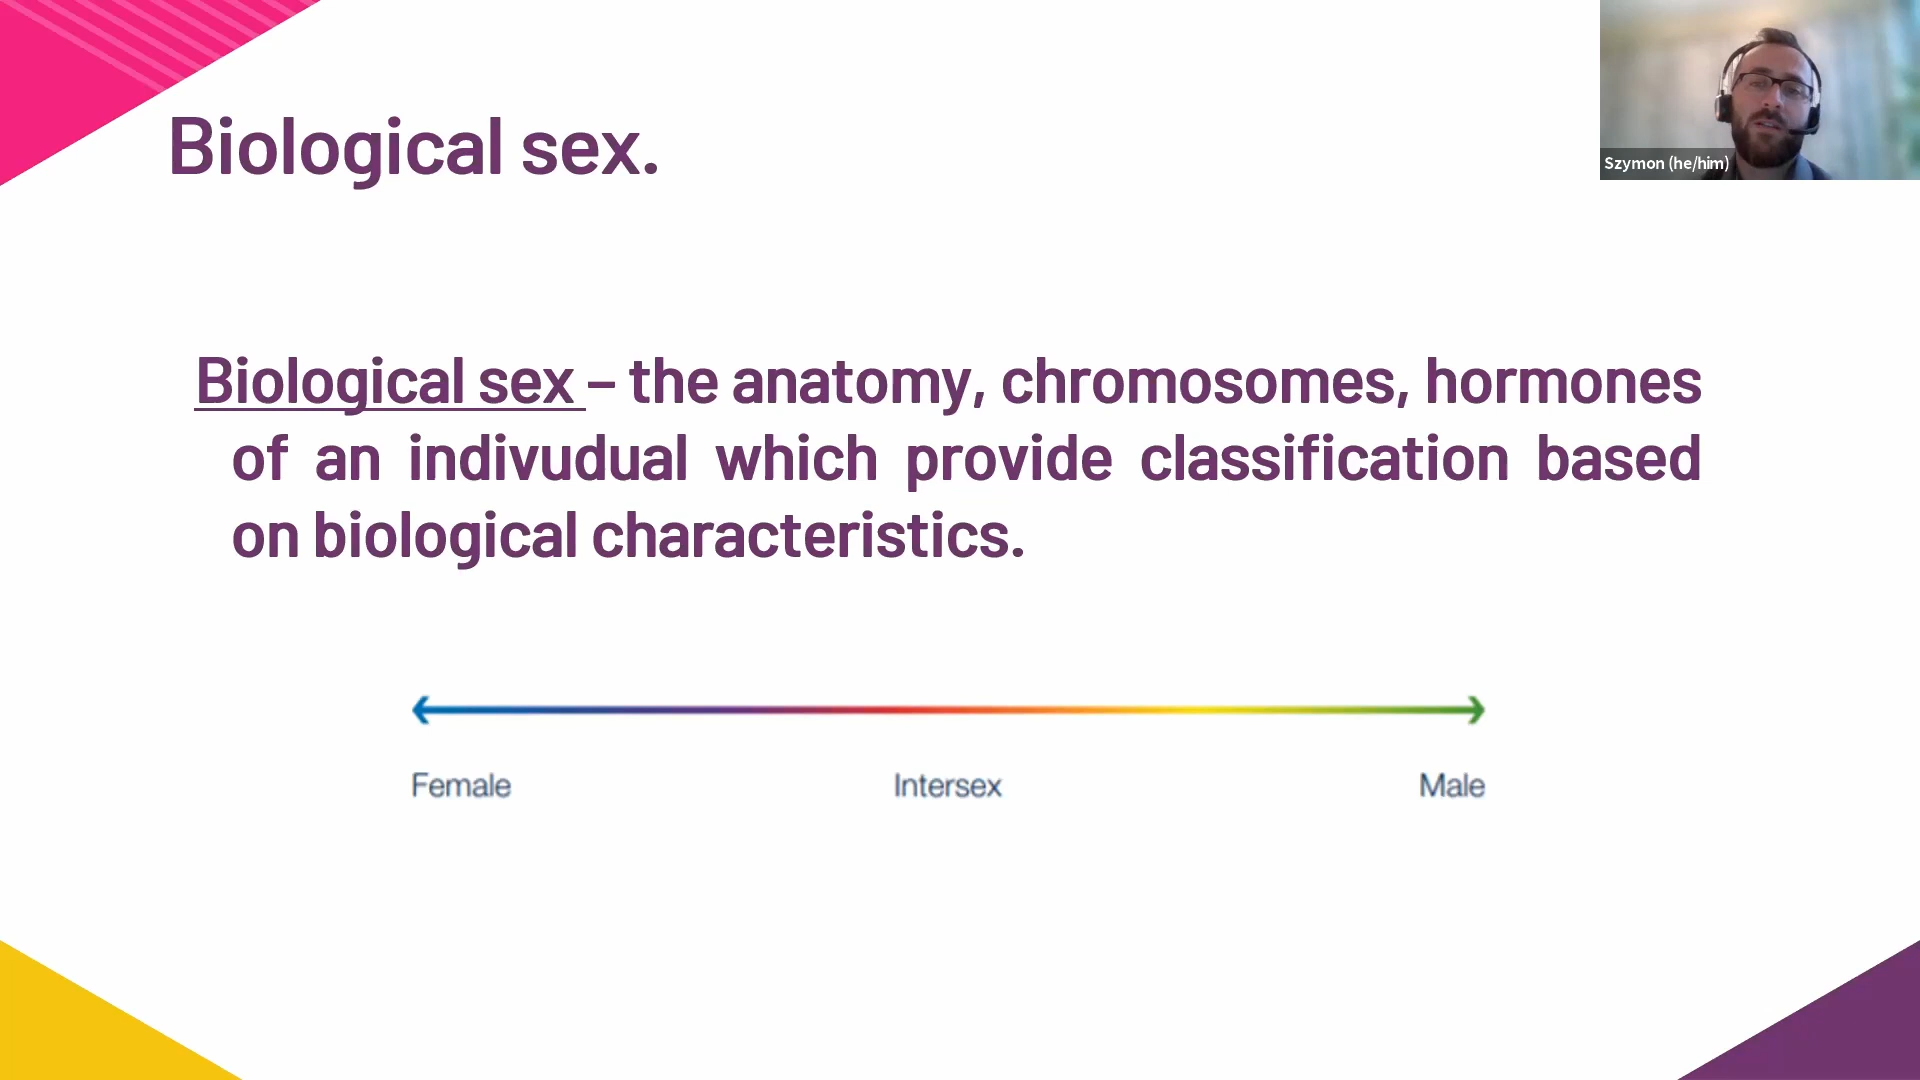 Biological sex.
Szymon (he/him)
Biological sex – the anatomy, chromosomes, hormones
of an indivudual which provide classification based
on biological characteristics.
Female Intersex Male